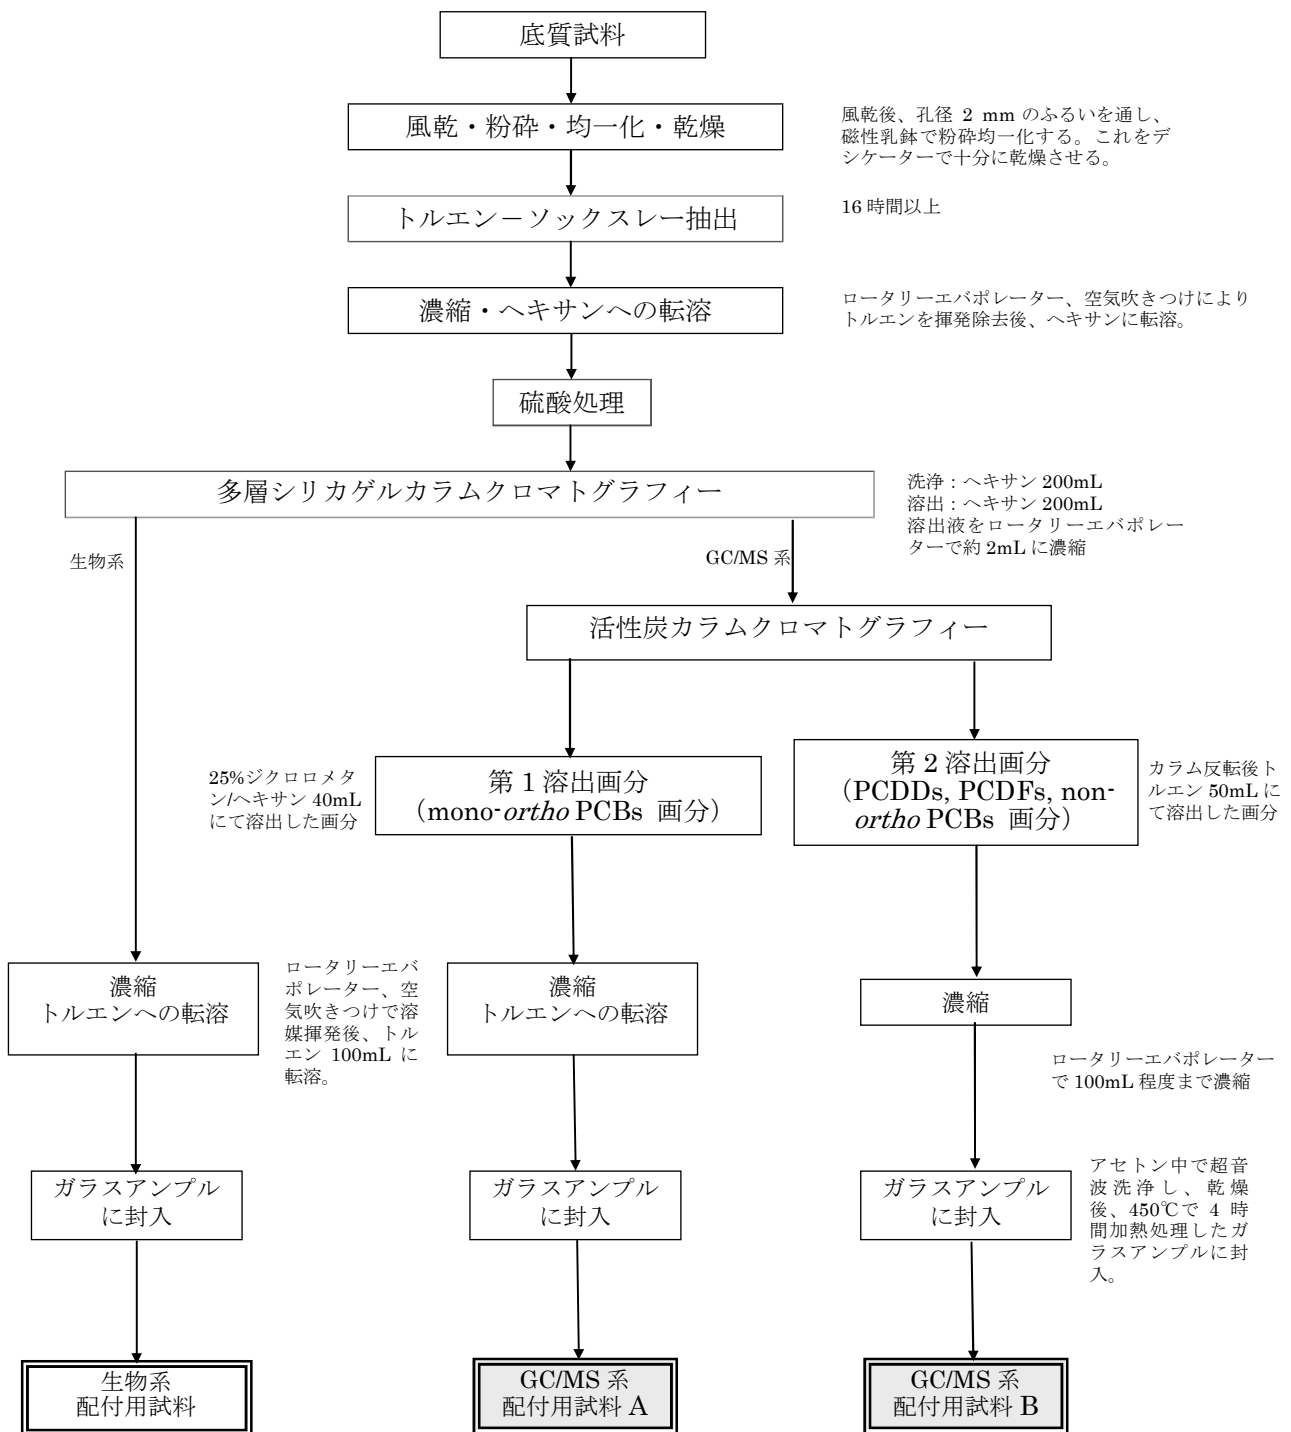 底質試料
風乾・粉砕・均一化・乾燥
風乾後、孔径 2 mm のふるいを通し、
磁性乳鉢で粉砕均一化する。これをデ
シケーターで十分に乾燥させる。
トルエン－ソックスレー抽出
16 時間以上
濃縮・ヘキサンへの転溶
ロータリーエバポレーター、空気吹きつけにより
トルエンを揮発除去後、ヘキサンに転溶。
硫酸処理
多層シリカゲルカラムクロマトグラフィー
洗浄：ヘキサン 200mL
溶出：ヘキサン 200mL
溶出液をロータリーエバポレー
ターで約 2mL に濃縮
生物系
GC/MS 系
活性炭カラムクロマトグラフィー
25%ジクロロメタ
ン/ヘキサン 40mL
にて溶出した画分
第 1 溶出画分
（mono-ortho PCBs 画分）
第 2 溶出画分
（PCDDs, PCDFs, non-
ortho PCBs 画分）
カラム反転後ト
ルエン 50mL に
て溶出した画分
濃縮
トルエンへの転溶
ロータリーエバ
ポレーター、空
気吹きつけで溶
媒揮発後、トル
エン 100mL に
転溶。
濃縮
トルエンへの転溶
濃縮
ロータリーエバポレーター
で 100mL 程度まで濃縮
ガラスアンプル
に封入
ガラスアンプル
に封入
ガラスアンプル
に封入
アセトン中で超音
波洗浄し、乾燥
後、450℃で 4 時
間加熱処理したガ
ラスアンプルに封
入。
生物系
配付用試料
GC/MS 系
配付用試料 A
GC/MS 系
配付用試料 B